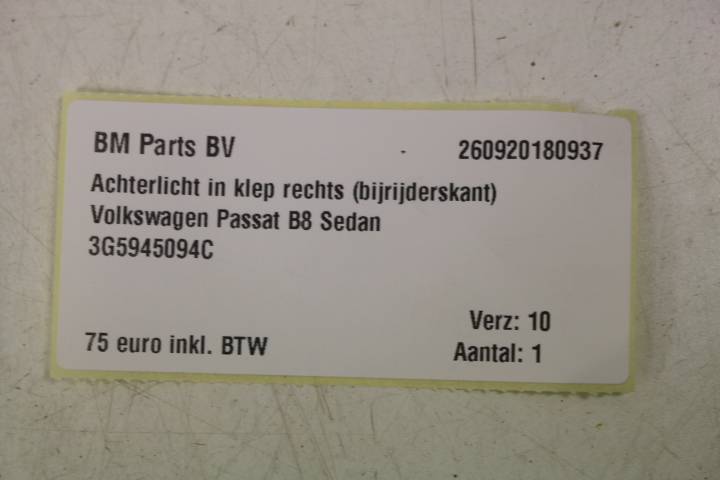 BM Parts BV - 260920180937
Achterlicht in klep rechts (bijrijderskant)
Volkswagen Passat B8 Sedan
3G5945094C
Verz: 10
75 euro inkl. BTW
Aantal: 1